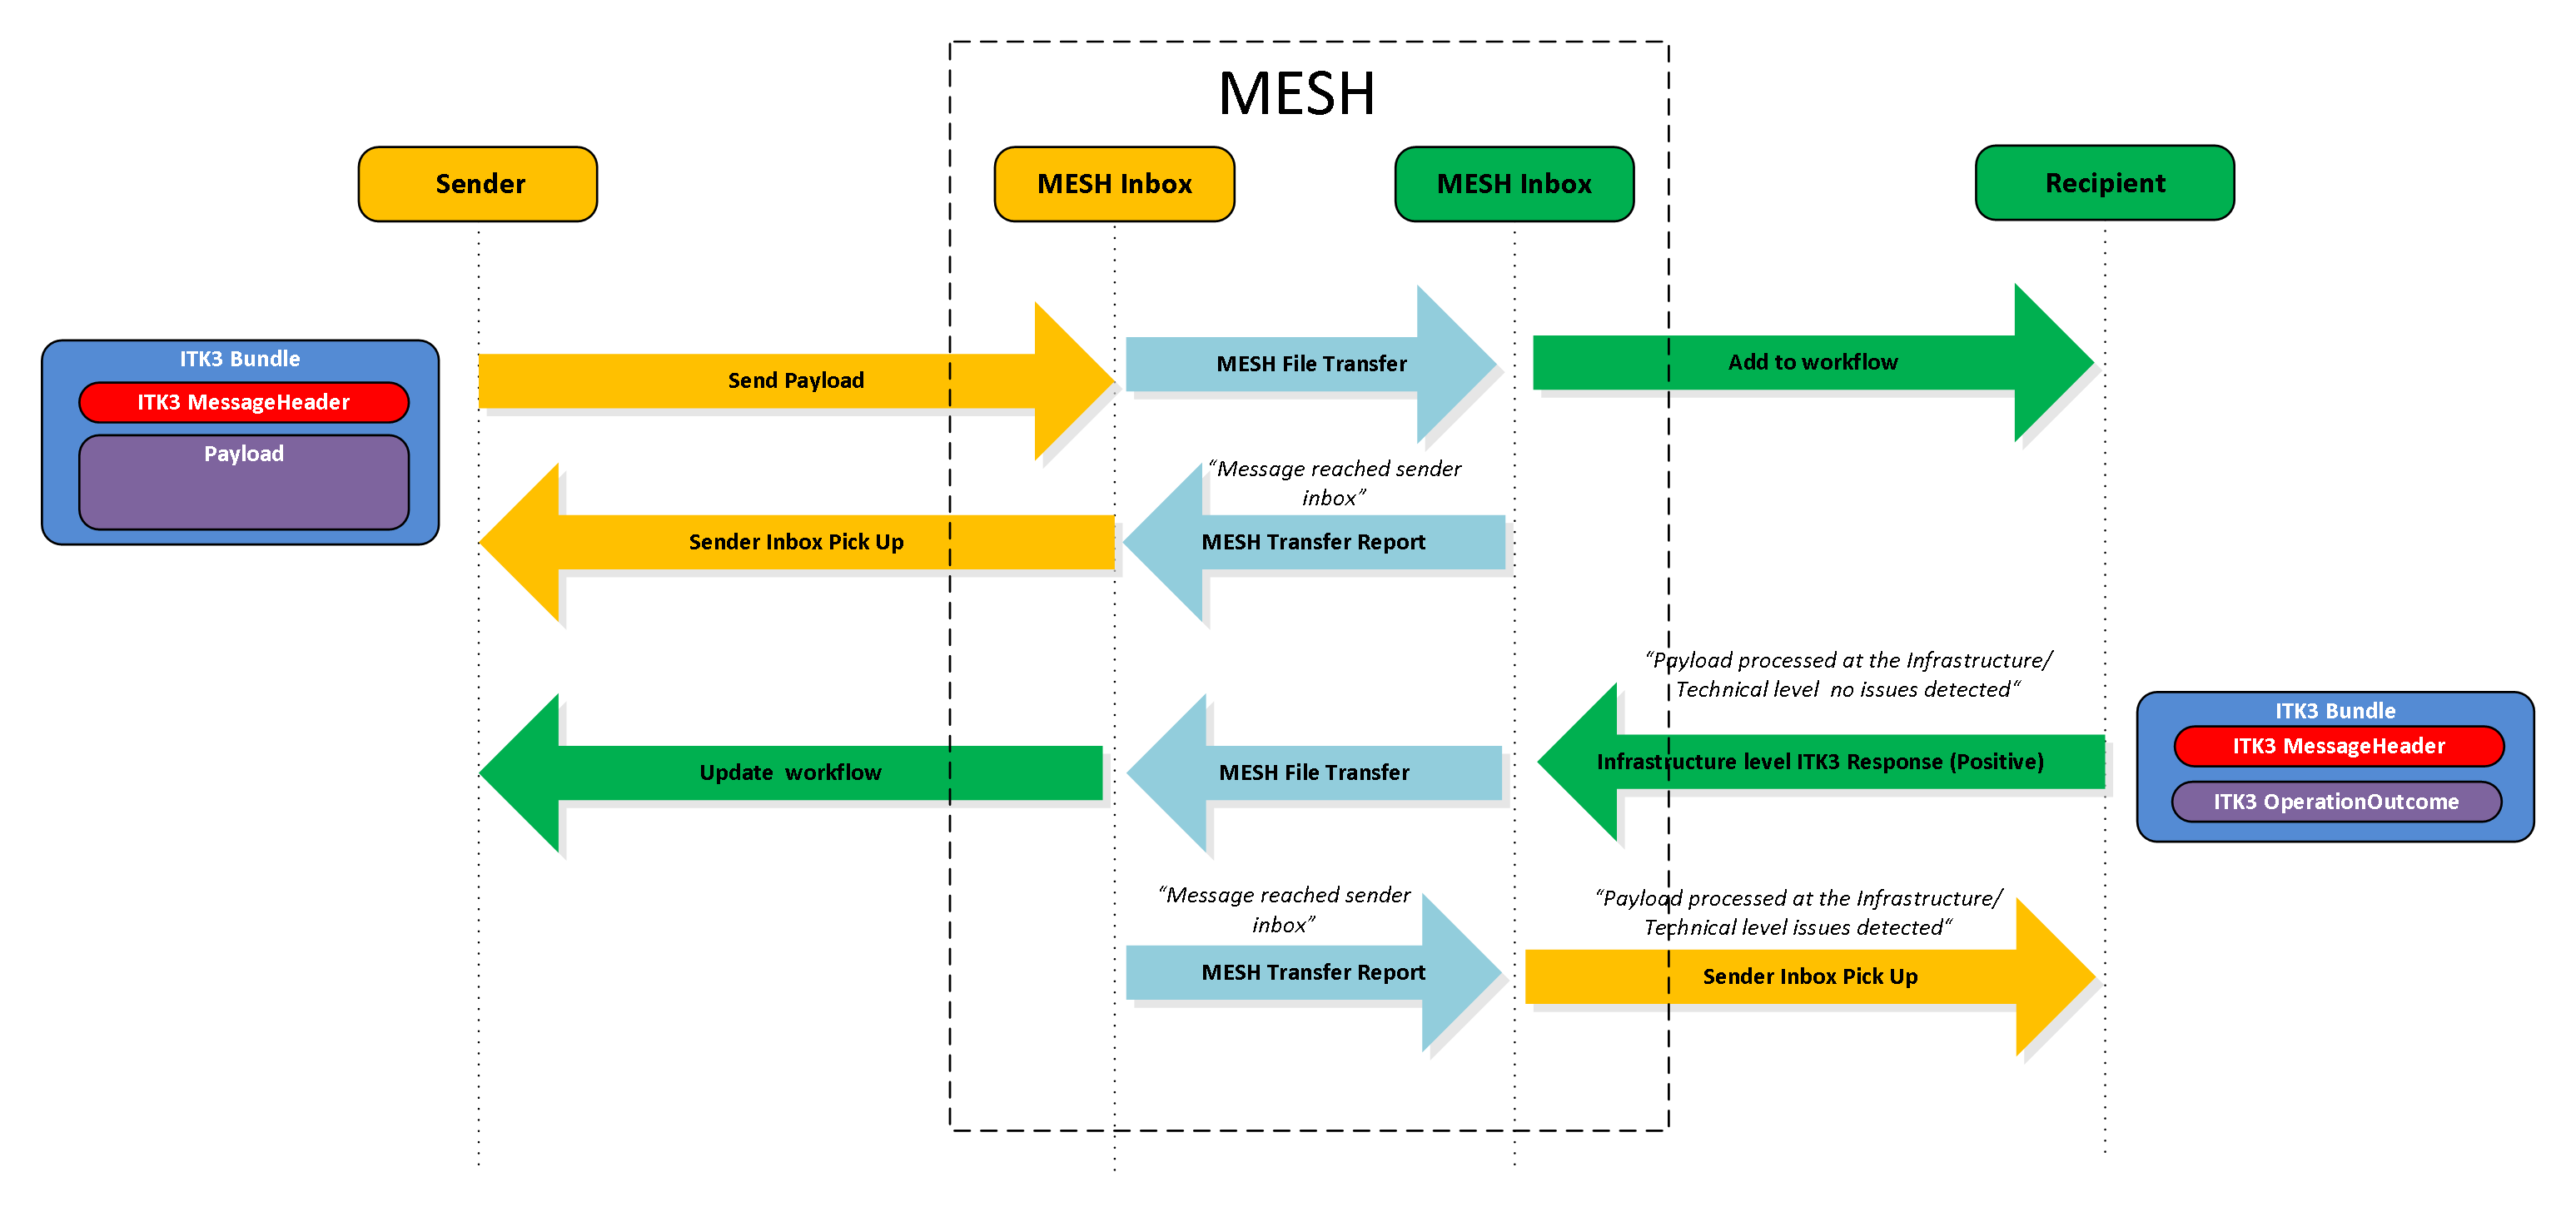 MESH
Sender
MESH Inbox
MESH Inbox
Recipient
ITK3 Bundle
ITK3 MessageHeader
Payload
Send Payload
MESH File Transfer
Add to workflow
“Message reached sender
inbox”
Sender Inbox Pick Up
MESH Transfer Report
“Payload processed at the Infrastructure/
Technical level  no issues detected“
Update  workflow
MESH File Transfer
Infrastructure level ITK3 Response (Positive)
ITK3 Bundle
ITK3 MessageHeader
ITK3 OperationOutcome
“Message reached sender
inbox”
MESH Transfer Report
“Payload processed at the Infrastructure/
Technical level issues detected“
Sender Inbox Pick Up